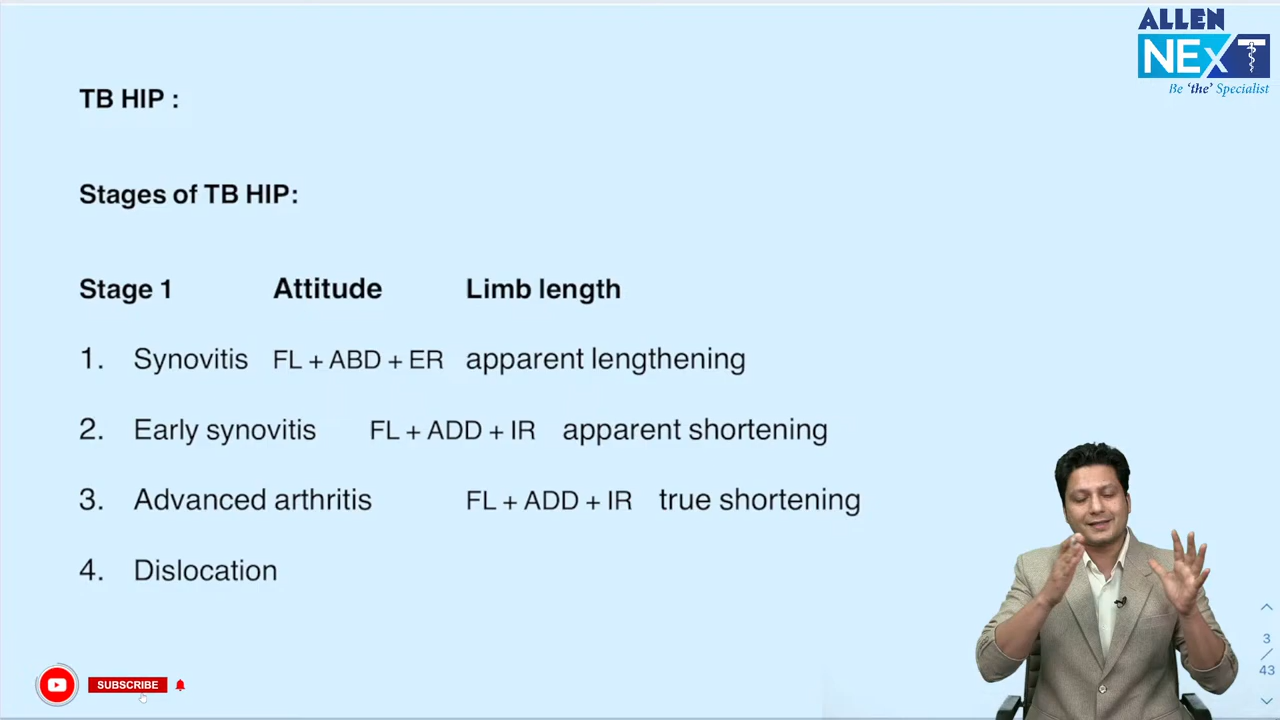 ALLEN
NEXT
Be 'the' Specialist
TB HIP :
Stages of TB HIP:
Stage 1 Attitude Limb length
1. Synovitis FL + ABD + ER apparent lengthening
2. Early synovitis FL + ADD + IR apparent shortening
3. Advanced arthritis FL + ADD + IR true shortening
4. Dislocation
3
/
43
SUBSCRIBE